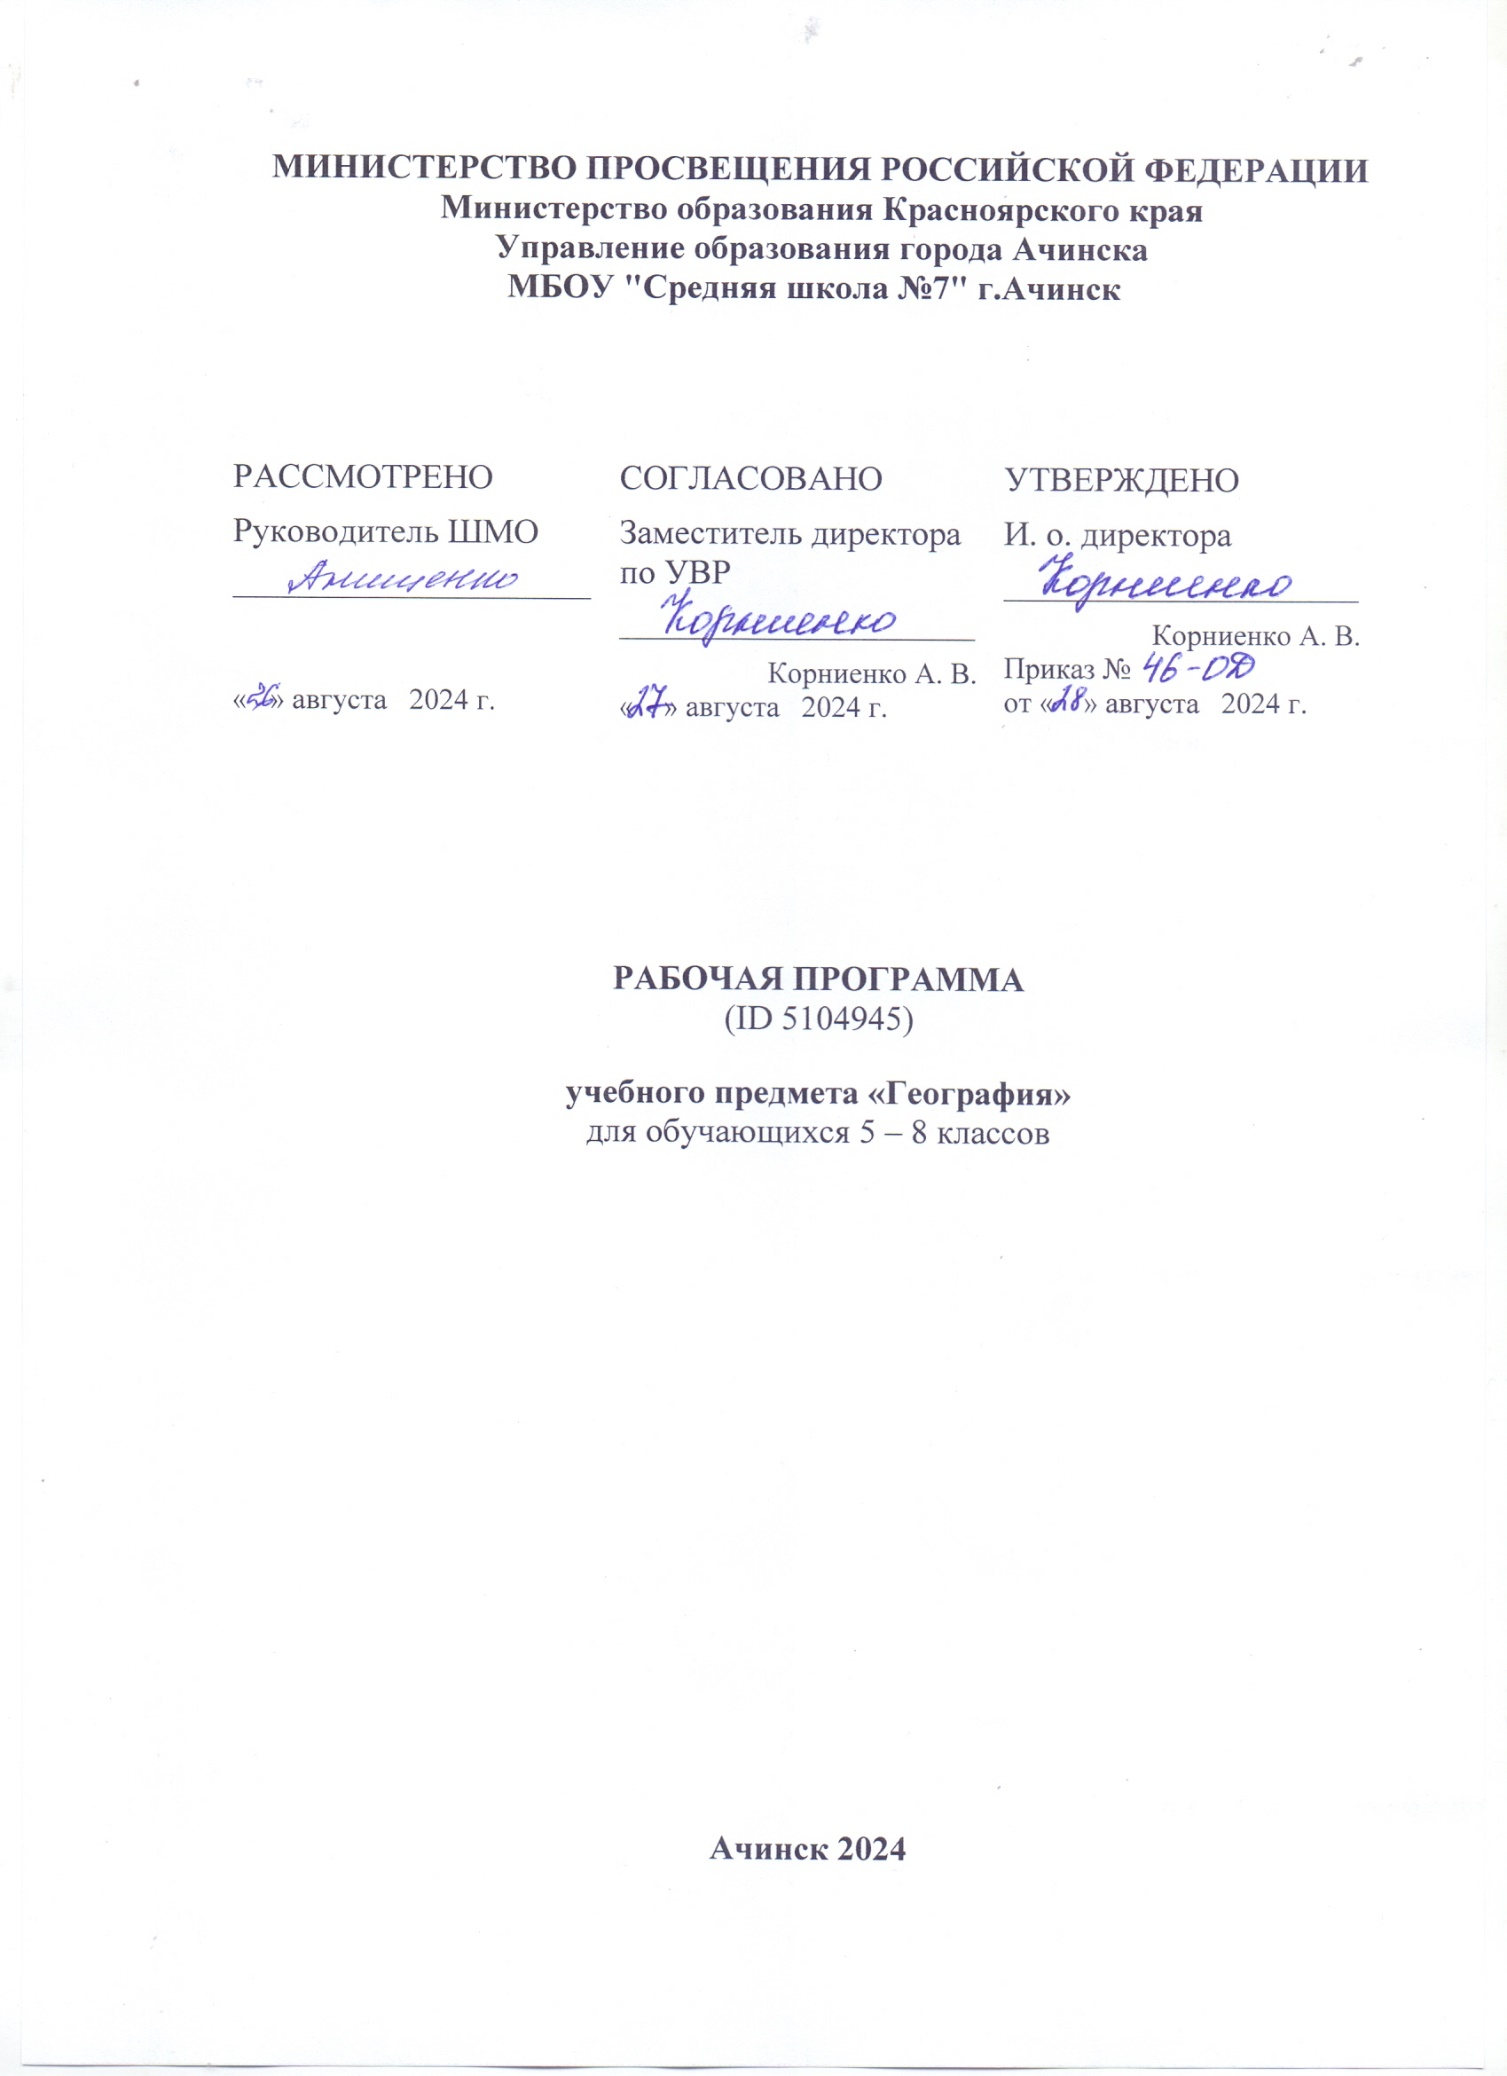 МИНИСТЕРСТВО ПРОСВЕЩЕНИЯ РОССИЙСКОЙ ФЕДЕРАЦИИ
Министерство образования Красноярского края
Управление образования города Ачинска
МБОУ "Средняя школа №7" г.Ачинск
РАССМОТРЕНО
Руководитель ШМО
Анищенко
«26» августа 2024 г.
СОГЛАСОВАНО
Заместитель директора
по УВР
Корниенко
Корниенко А. В.
«27» августа 2024 г.
УТВЕРЖДЕНО
И. о. директора
Корниенко
Корниенко А. В.
Приказ № 46-ОД
от «28» августа 2024 г.
РАБОЧАЯ ПРОГРАММА
(ID 5104945)
учебного предмета «География»
для обучающихся 5 – 8 классов
Ачинск 2024